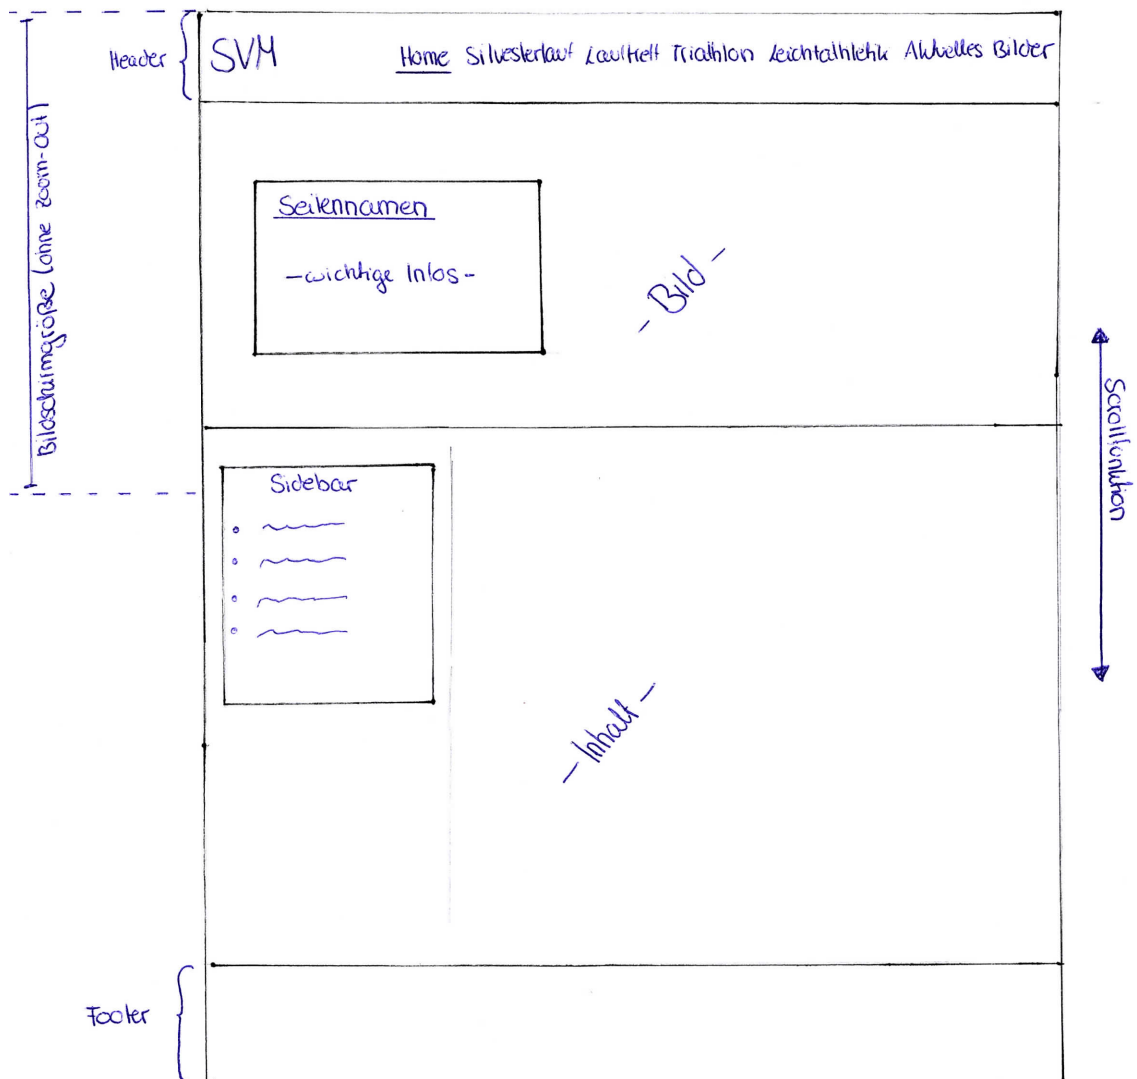 Header
SVM
Home Silvesterlauf Lauftreff Triathlon Leichtathletik Aktuelles Bilder
Bildschirmgröße (ohne zoom-out)
Seitennamen
-wichtige Infos-
- Bild -
Scrollfunktion
Sidebar
- Inhalt -
Footer